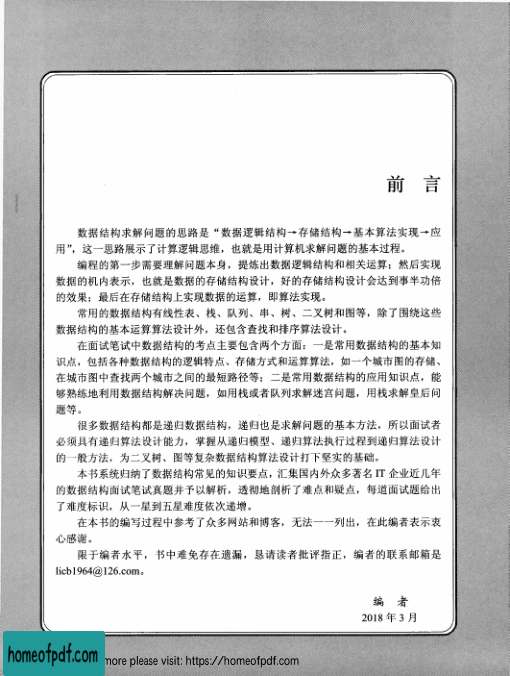 前 言
数据结构求解问题的思路是“数据逻辑结构→存储结构→基本算法实现→应
用”，这一思路展示了计算逻辑思维，也就是用计算机求解问题的基本过程。
编程的第一步需要理解问题本身，提炼出数据逻辑结构和相关运算；然后实现
数据的机内表示，也就是数据的存储结构设计，好的存储结构设计会达到事半功倍
的效果；最后在存储结构上实现数据的运算，即算法实现。
常用的数据结构有线性表、栈、队列、串、树、二叉树和图等，除了围绕这些
数据结构的基本运算算法设计外，还包含查找和排序算法设计。
在面试笔试中数据结构的考点主要包含两个方面：一是常用数据结构的基本知
识点，包括各种数据结构的逻辑特点、存储方式和运算算法，如一个城市图的存储、
在城市图中查找两个城市之间的最短路径等；二是常用数据结构的应用知识点，能
够熟练地利用数据结构解决问题，如用栈或者队列求解迷宫问题，用栈求解皇后问
题等。
很多数据结构都是递归数据结构，递归也是求解问题的基本方法，所以面试者
必须具有递归算法设计能力，掌握从递归模型、递归算法执行过程到递归算法设计
的一般方法，为二叉树、图等复杂数据结构算法设计打下坚实的基础。
本书系统归纳了数据结构常见的知识要点，汇集国内外众多著名 IT 企业近几年
的数据结构面试笔试真题并予以解析，透彻地剖析了难点和疑点，每道面试题给出
了难度标识，从一星到五星难度依次递增。
在本书的编写过程中参考了众多网站和博客，无法一一列出，在此编者表示衷
心感谢。
限于编者水平，书中难免存在遗漏，恳请读者批评指正，编者的联系邮箱是
licb1964@126.com。
编 者
2018 年 3 月
homeofpdf.com
more please visit: https://homeofpdf.com